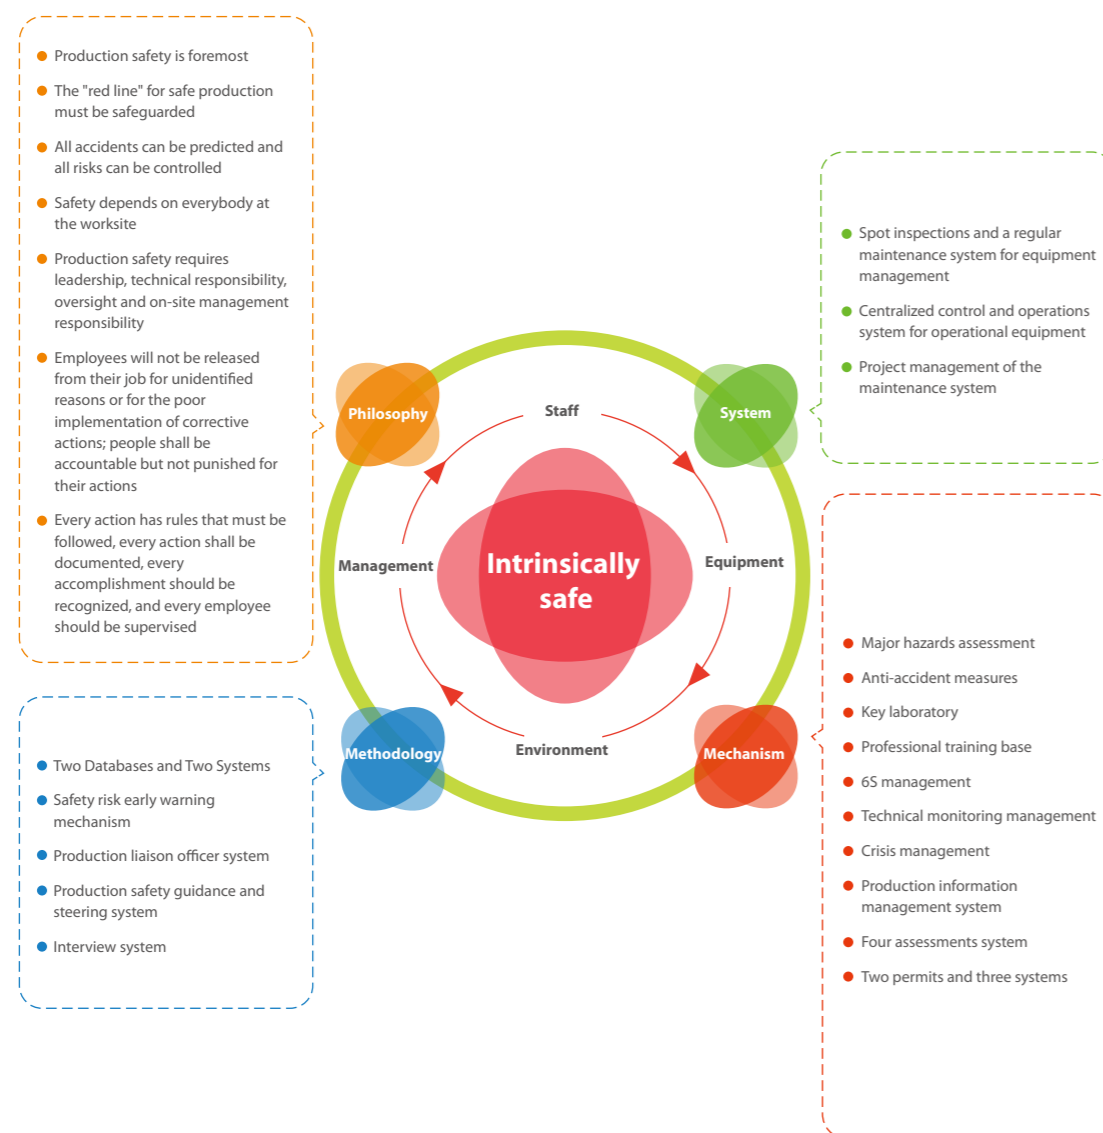 Production safety is foremost
The "red line" for safe production
must be safeguarded
All accidents can be predicted and
all risks can be controlled
Safety depends on everybody at
the worksite
Production safety requires
leadership, technical responsibility,
oversight and on-site management
responsibility
Employees will not be released
from their job for unidentified
reasons or for the poor
implementation of corrective
actions; people shall be
accountable but not punished for
their actions
Every action has rules that must be
followed, every action shall be
documented, every
accomplishment should be
recognized, and every employee
should be supervised
Two Databases and Two Systems
Safety risk early warning
mechanism
Production liaison officer system
Production safety guidance and
steering system
Interview system
Philosophy
Staff
System
Management
Intrinsically
safe
Equipment
Methodology
Environment
Mechanism
Spot inspections and a regular
maintenance system for equipment
management
Centralized control and operations
system for operational equipment
Project management of the
maintenance system
Major hazards assessment
Anti-accident measures
Key laboratory
Professional training base
6S management
Technical monitoring management
Crisis management
Production information
management system
Four assessments system
Two permits and three systems